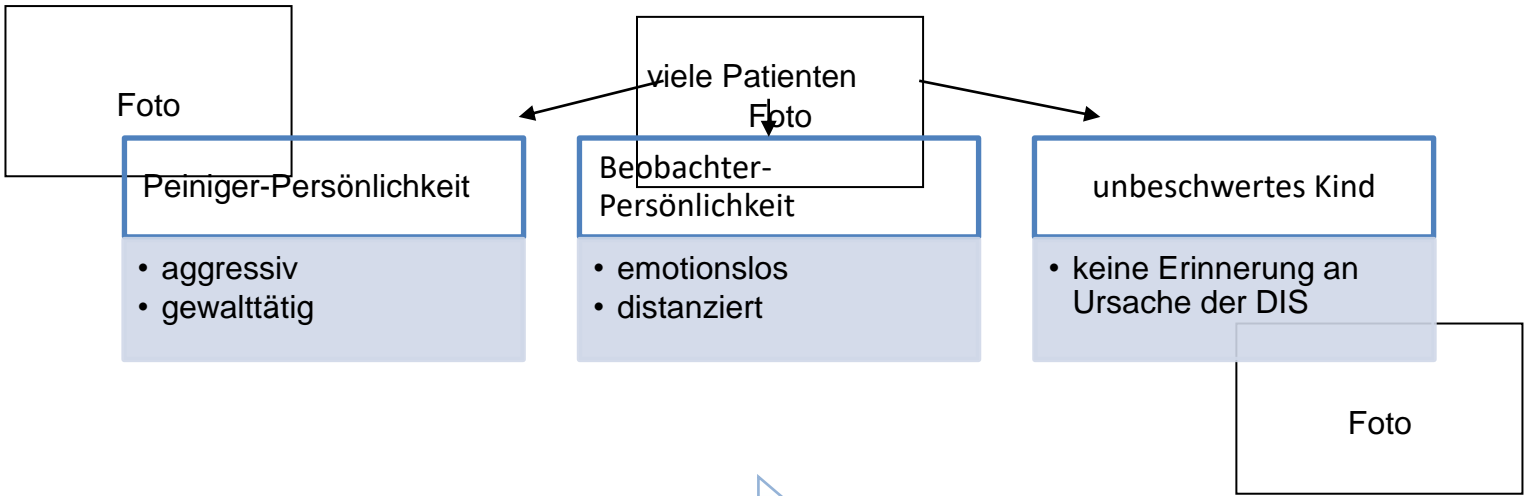 Foto
viele Patienten
Foto
Peiniger-Persönlichkeit
Beobachter-
Persönlichkeit
unbeschwertes Kind
• aggressiv
• gewalttätig
• emotionslos
• distanziert
• keine Erinnerung an
Ursache der DIS
Foto